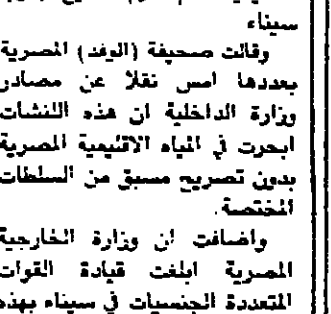 سيناء
وقالت صحيفة (الوفد) المصرية
بعددها امس نقلا عن مصادر
وزارة الداخلية ان هذه اللنشات
ابحرت في المياه الاقليمية المصرية
بدون تصريح مسبق من السلطات
المختصة.
واضافت ان وزارة الخارجية
المصرية ابلغت قيادة القوات
المتعددة الجنسيات في سيناء بهذه